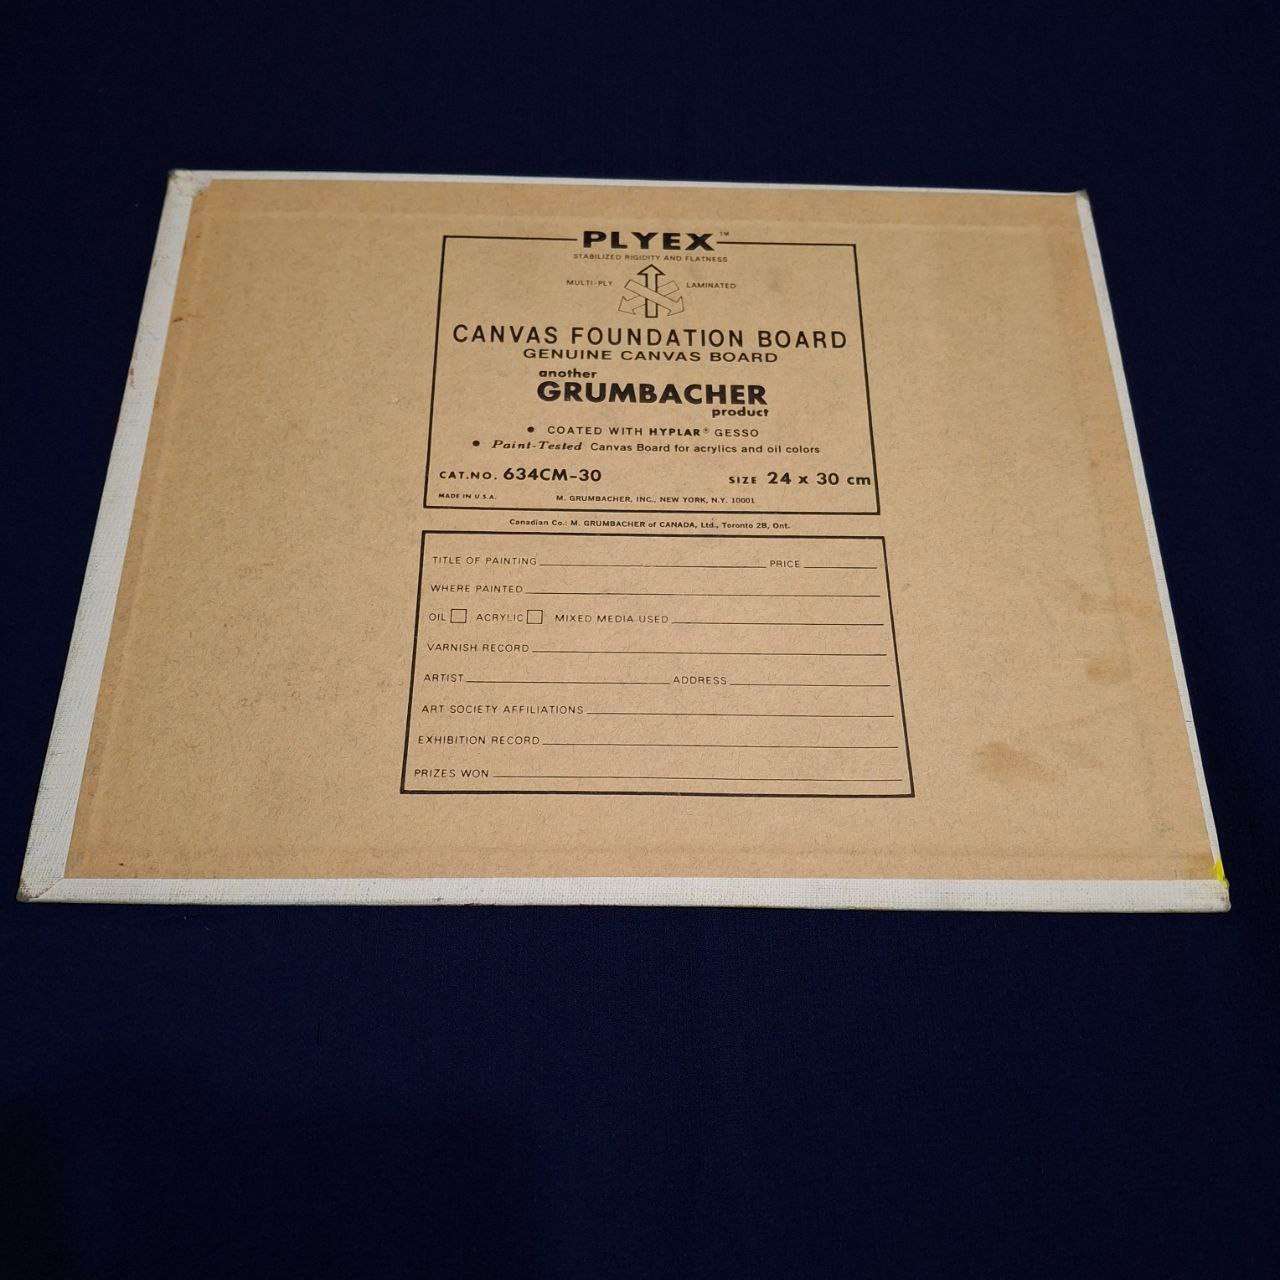 PLYEX™
STABILIZED RIGIDITY AND FLATNESS
MULTI-PLY LAMINATED
CANVAS FOUNDATION BOARD
GENUINE CANVAS BOARD
another
GRUMBACHER
product
• COATED WITH HYPLAR® GESSO
• Paint-Tested Canvas Board for acrylics and oil colors
CAT.NO. 634CM-30 SIZE 24 x 30 cm
MADE IN U.S.A. M. GRUMBACHER, INC., NEW YORK, N.Y. 10001
Canadian Co.: M. GRUMBACHER of CANADA, Ltd., Toronto 2B, Ont.
TITLE OF PAINTING PRICE
WHERE PAINTED
OIL ACRYLIC MIXED MEDIA USED
VARNISH RECORD
ARTIST ADDRESS
ART SOCIETY AFFILIATIONS
EXHIBITION RECORD
PRIZES WON